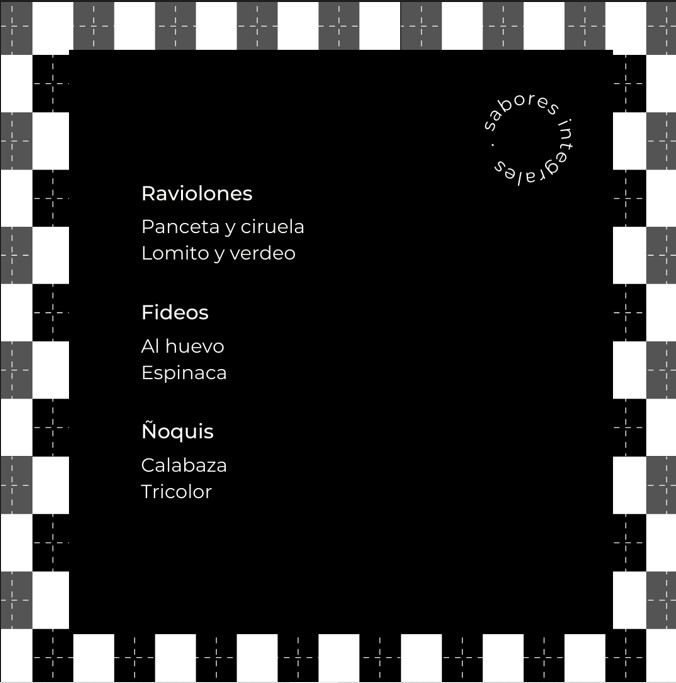 sabores integrales ·
Raviolones
Panceta y ciruela
Lomito y verdeo
Fideos
Al huevo
Espinaca
Ñoquis
Calabaza
Tricolor